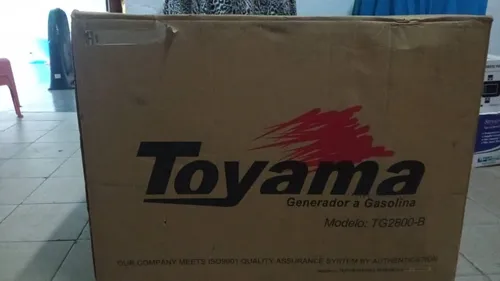 Toyama
Generador a Gasolina
Modelo: TG2800-B
OUR COMPANY MEETS ISO9001 QUALITY ASSURANCE SYSTEM BY AUTHENTICATION